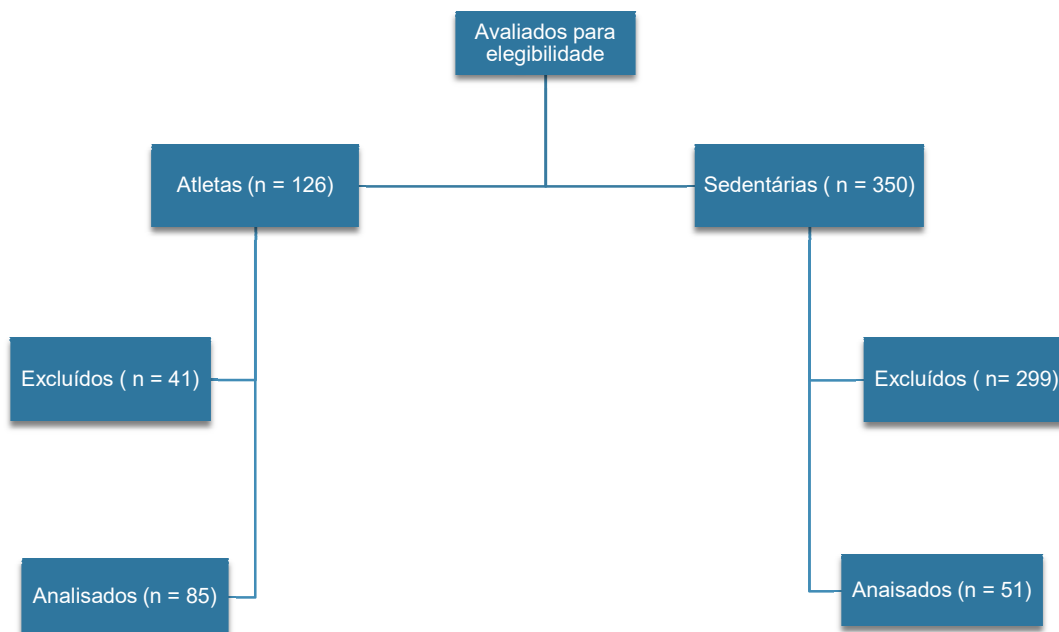 Avaliados para
elegibilidade
Atletas (n = 126)
Sedentárias ( n = 350)
Excluídos ( n = 41)
Excluídos ( n= 299)
Analisados (n = 85)
Anaisados (n = 51)